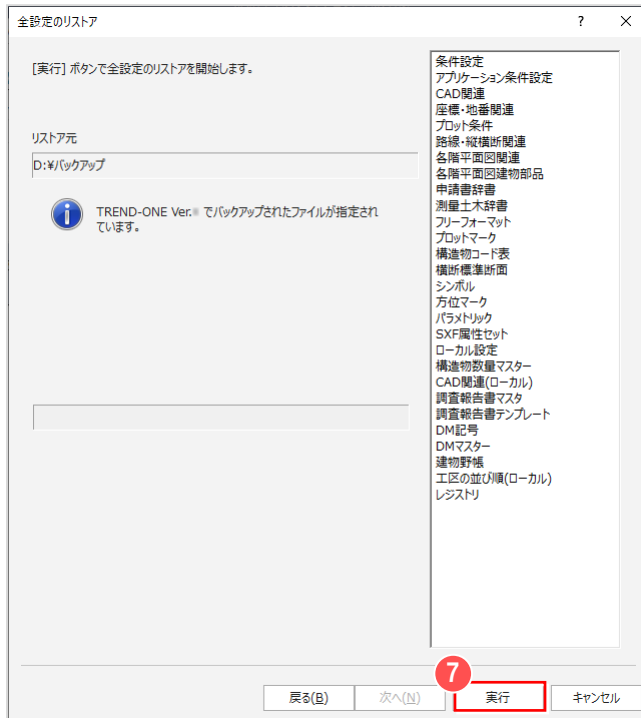 全設定のリストア
[実行] ボタンで全設定のリストアを開始します。
リストア元
D:¥バックアップ
TREND-ONE Ver. でバックアップされたファイルが指定され
ています。
条件設定
アプリケーション条件設定
CAD関連
座標・地番関連
プロット条件
路線・縦横断関連
各階平面図関連
各階平面図建物部品
申請書辞書
測量土木辞書
フリーフォーマット
プロットマーク
構造物コード表
横断標準断面
シンボル
方位マーク
パラメトリック
SXF属性セット
ローカル設定
構造物数量マスター
CAD関連(ローカル)
調査報告書マスタ
調査報告書テンプレート
DM記号
DMマスター
建物野帳
工区の並び順(ローカル)
レジストリ
7
戻る(B)
次へ(N)
実行
キャンセル